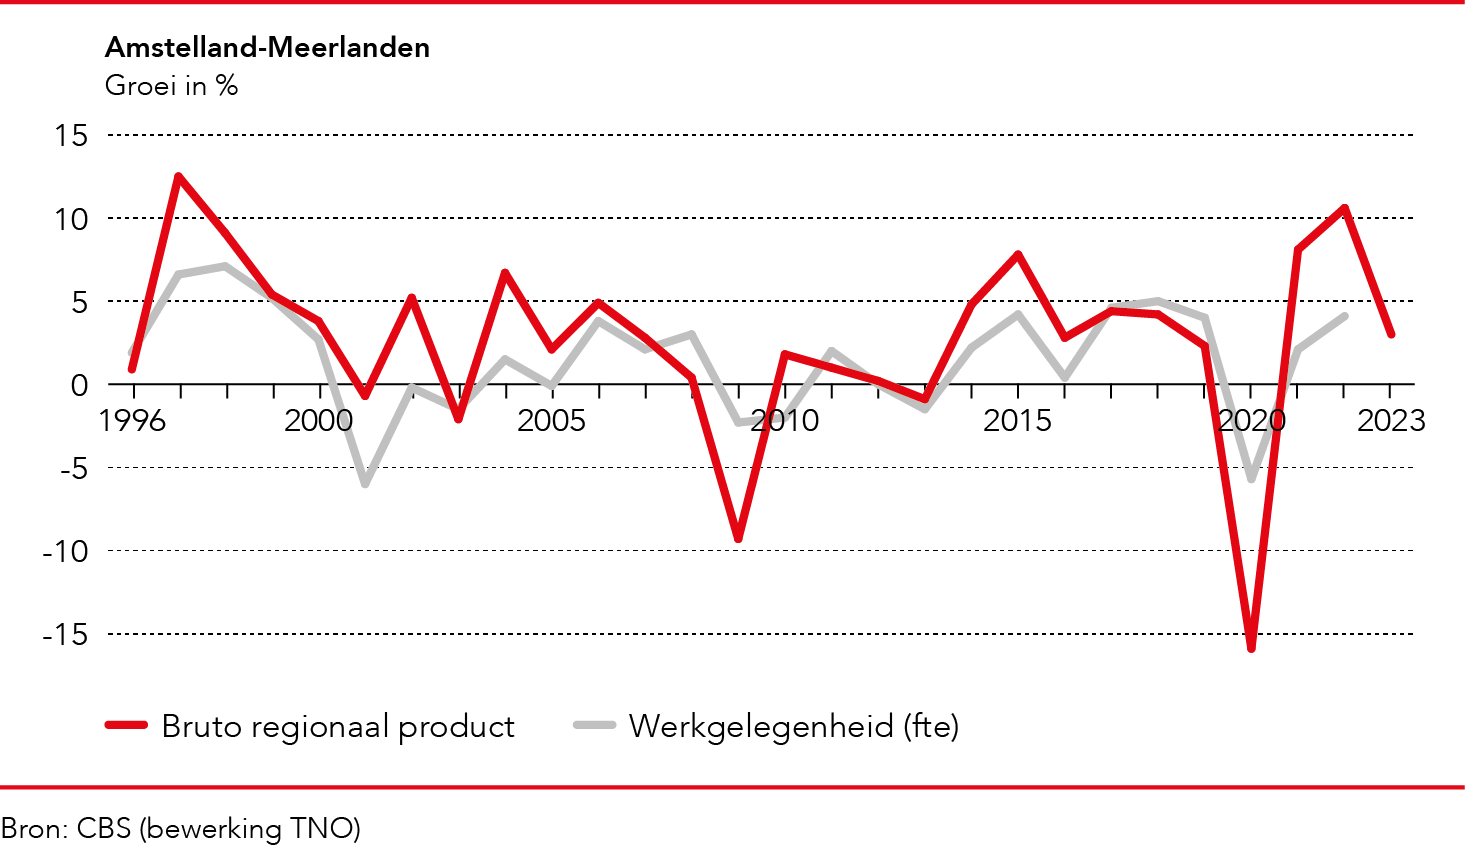 Amstelland-Meerlanden
Groei in %
15
10
5
0
-5
-10
-15
1996 2000 2005 2010 2015 2020 2023
Bruto regionaal product Werkgelegenheid (fte)
Bron: CBS (bewerking TNO)